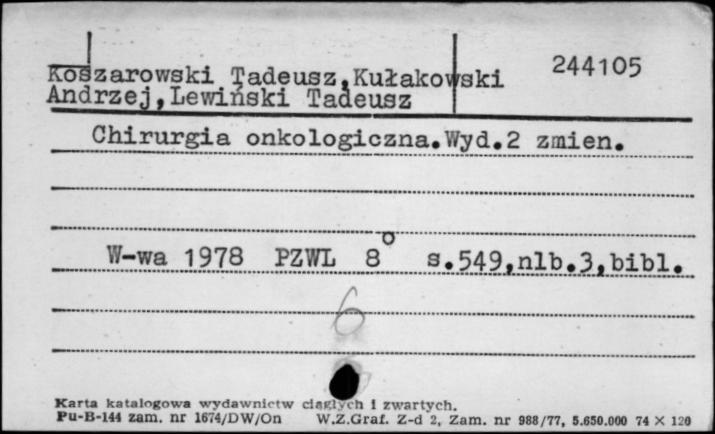 Koszarowski Tadeusz,Kułakowski 244105
Andrzej,Lewiński Tadeusz
Chirurgia onkologiczna.Wyd.2 zmien.
W-wa 1978 PZWL 8° s.549,nlb.3,bibl.
6
Karta katalogowa wydawnictw ciągłych i zwartych.
Pu-B-144 zam. nr 1674/DW/On W.Z.Graf. Z-d 2, Zam. nr 988/77, 5.650.000 74 × 120